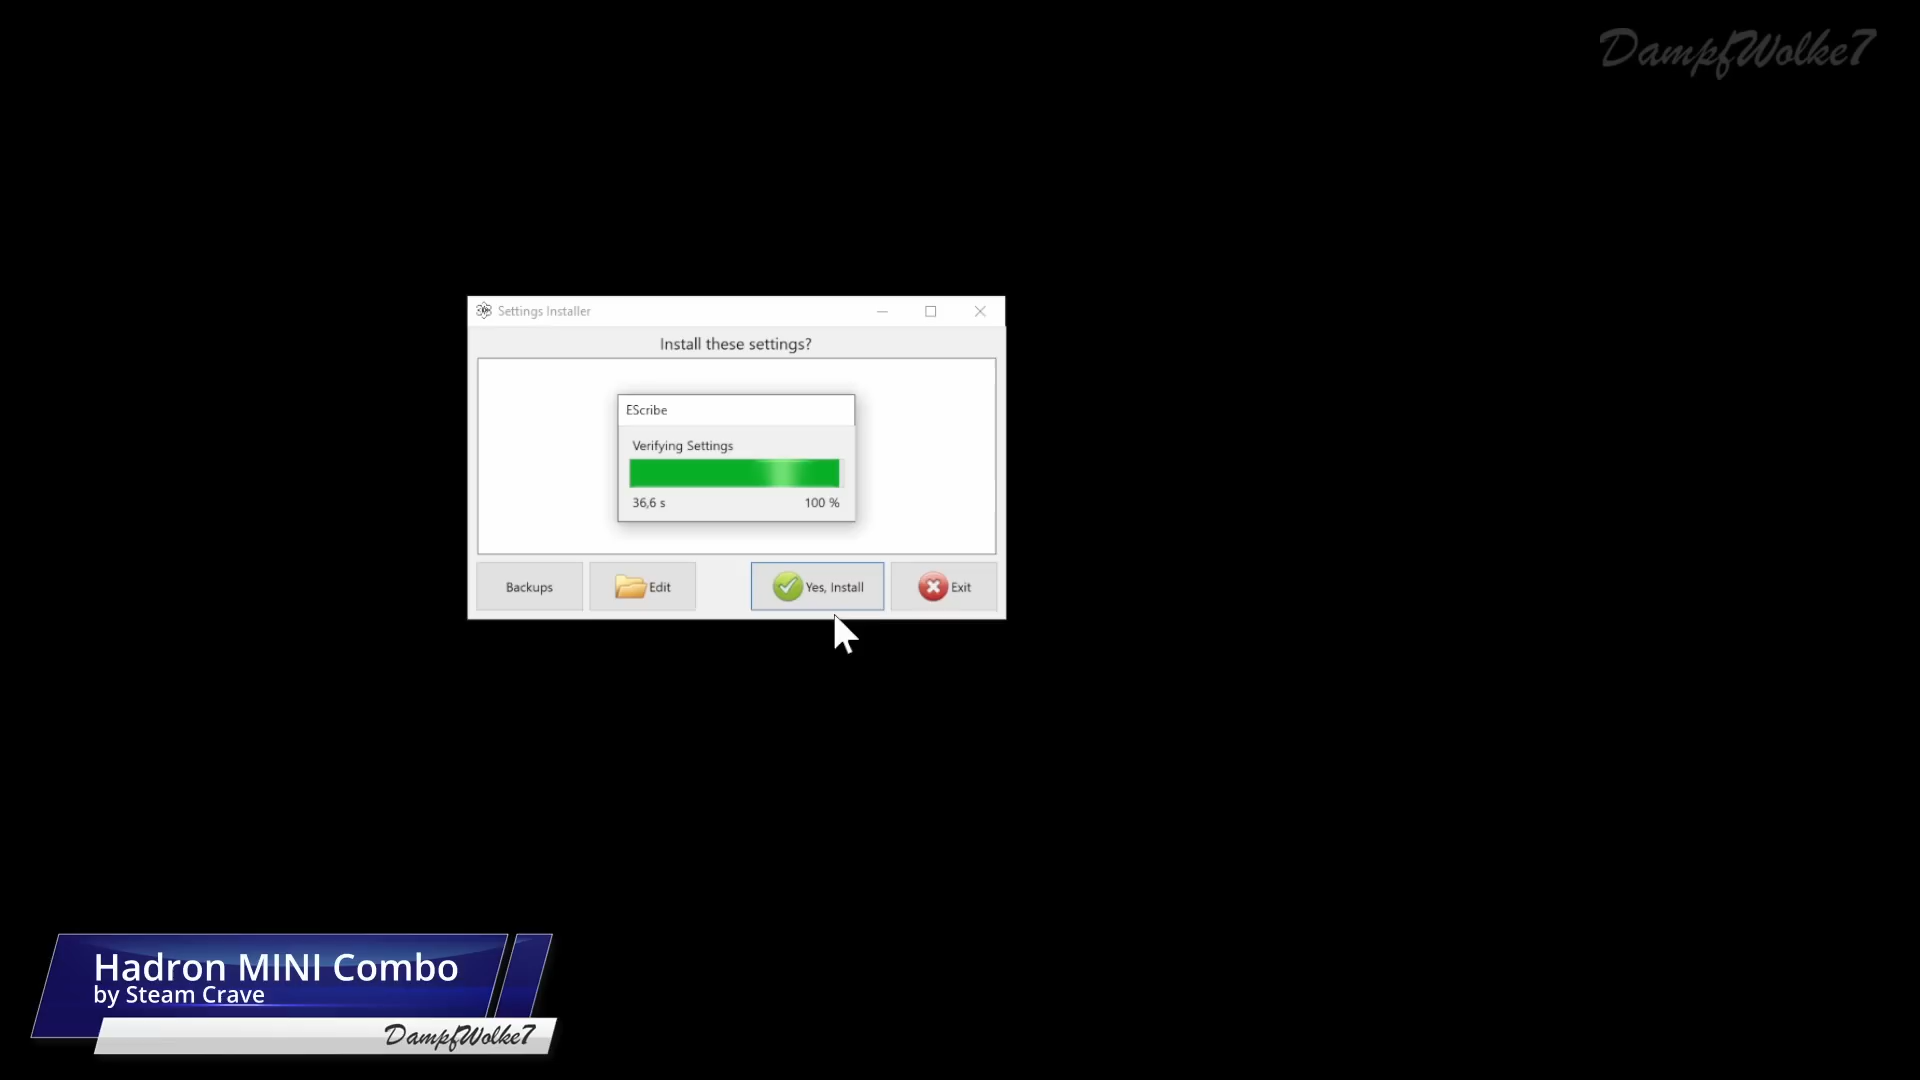 DampfWolke7
Settings Installer
Install these settings?
EScribe
Verifying Settings
36,6 s
100 %
Backups
Edit
Yes, Install
Exit
Hadron MINI Combo
by Steam Crave
DampfWolke7